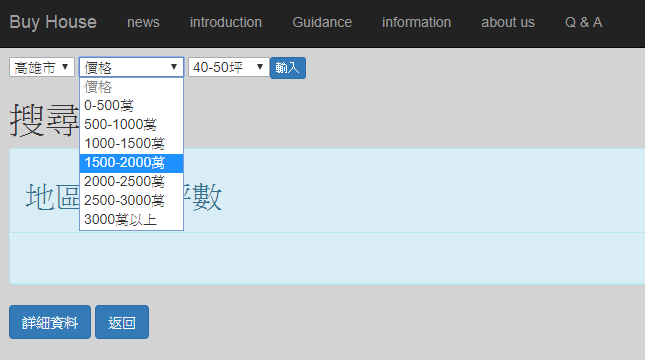 Buy House news introduction Guidance information about us Q & A
高雄市 價格 40-50坪 輸入
價格
0-500萬
500-1000萬
1000-1500萬
1500-2000萬
2000-2500萬
2500-3000萬
3000萬以上
搜尋
地區 坪數
詳細資料 返回